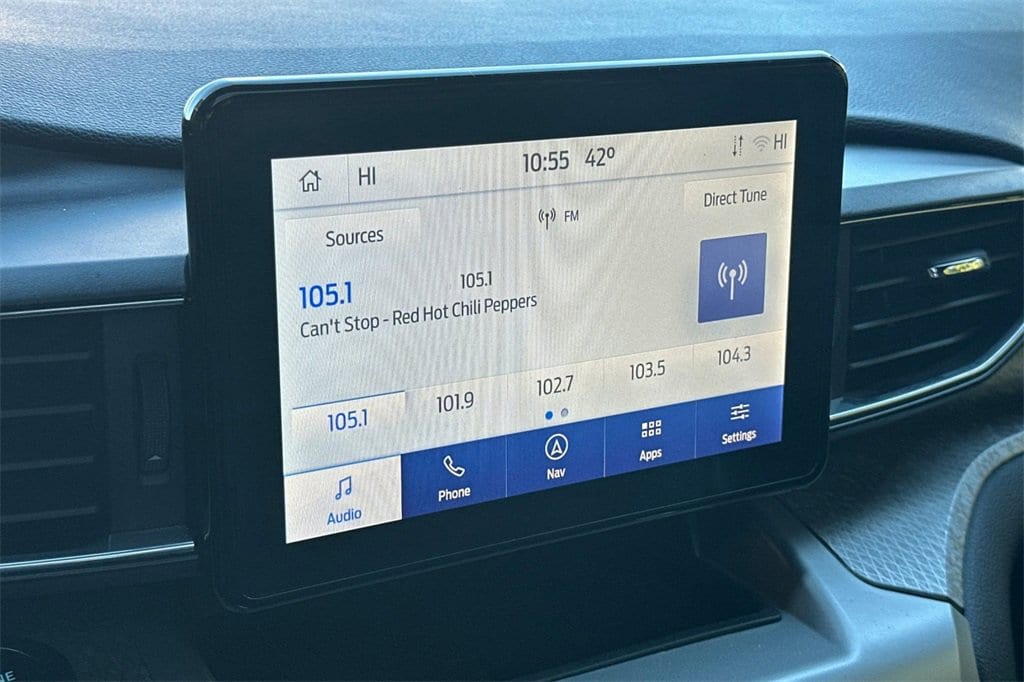 HI 10:55 42° HI
FM
Direct Tune
Sources
105.1
105.1
Can't Stop - Red Hot Chili Peppers
105.1 101.9 102.7 103.5 104.3
Audio Phone Nav Apps Settings
NE